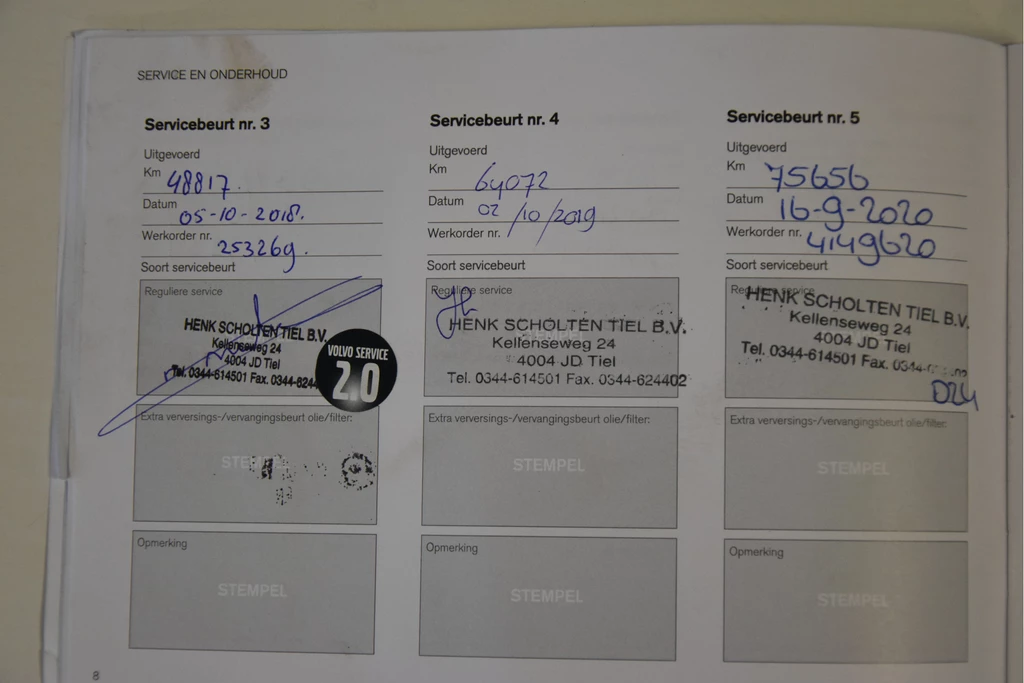 SERVICE EN ONDERHOUD
Servicebeurt nr. 3
Uitgevoerd
Km 48817.
Datum 05-10-2018.
Werkorder nr. 253269.
Soort servicebeurt
Reguliere service
HENK SCHOLTEN TIEL B.V.
Kellenseweg 24
4004 JD Tiel
Tel. 0344-614501 Fax. 0344-624
VOLVO SERVICE
2.0
Extra verversings-/vervangingsbeurt olie/filter:
STEMPEL
Opmerking
STEMPEL
Servicebeurt nr. 4
Uitgevoerd
Km 64072
Datum 02/10/2019
Werkorder nr.
Soort servicebeurt
Reguliere service
HENK SCHOLTEN TIEL B.V.
Kellenseweg 24
4004 JD Tiel
Tel. 0344-614501 Fax. 0344-624402
Extra verversings-/vervangingsbeurt olie/filter:
STEMPEL
Opmerking
STEMPEL
Servicebeurt nr. 5
Uitgevoerd
Km 75656
Datum 16-9-2020
Werkorder nr. 4149620
Soort servicebeurt
Reguliere service
HENK SCHOLTEN TIEL B.V.
Kellenseweg 24
4004 JD Tiel
Tel. 0344-614501 Fax.
Extra verversings-/vervangingsbeurt olie/filter:
STEMPEL
Opmerking
STEMPEL
8